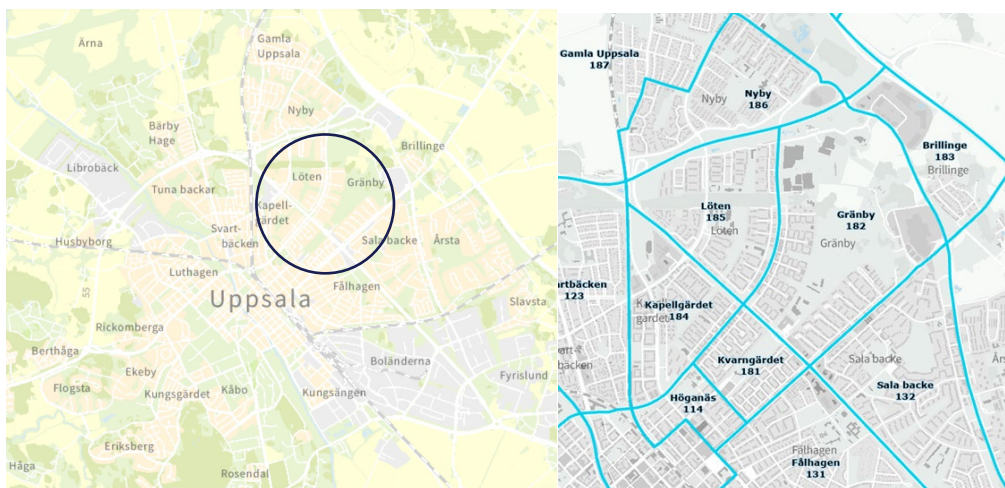 Ärna
Gamla
Uppsala
Nyby
Bärby
Hage
Brillinge
Librobäck
Löten
Tuna backar
Gränby
Kapell-
gärdet
Svart-
bäcken
Sala backe
Årsta
Husbyborg
Luthagen
Fålhagen
Uppsala
55
Slavsta
Rickomberga
Berthåga
Boländerna
Ekeby
Fyrislund
Flogsta
Kungsgärdet
Kåbo
Kungsängen
Eriksberg
Håga
Rosendal
Gamla Uppsala
187
Nyby
Nyby
186
Brillinge
183
Brillinge
Löten
185
Löten
Gränby
182
Gränby
rtbäcken
123
Kapellgärdet
184
gärdet
Kvarngärdet
181
Sala backe
Sala backe
132
vart-
bäcken
Års
Höganäs
114
Fålhagen
Fålhagen
131